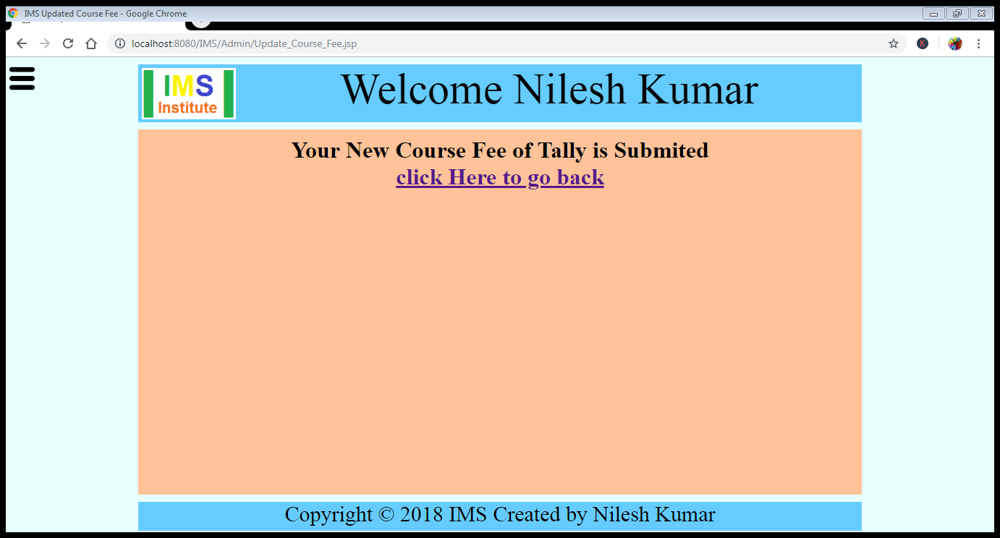 IMS Updated Course Fee - Google Chrome
localhost:8080/IMS/Admin/Update_Course_Fee.jsp
IMS
Institute
Welcome Nilesh Kumar
Your New Course Fee of Tally is Submited
click Here to go back
Copyright © 2018 IMS Created by Nilesh Kumar